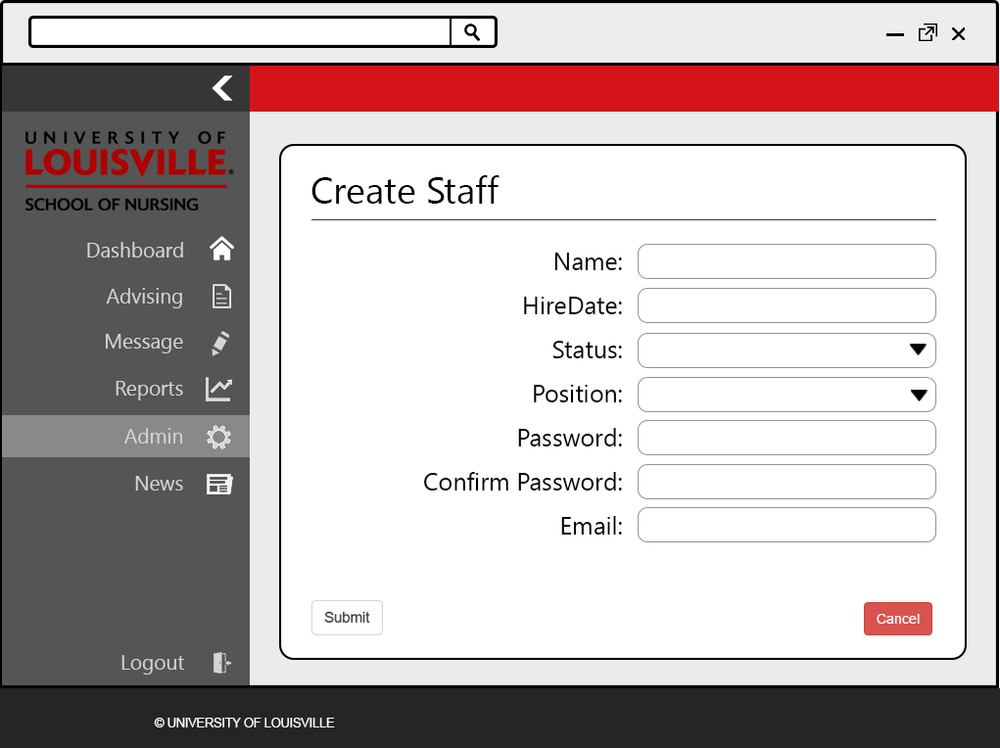 UNIVERSITY OF
LOUISVILLE.
SCHOOL OF NURSING
Dashboard
Advising
Message
Reports
Admin
News
Logout
Create Staff
Name:
HireDate:
Status:
Position:
Password:
Confirm Password:
Email:
Submit
Cancel
© UNIVERSITY OF LOUISVILLE